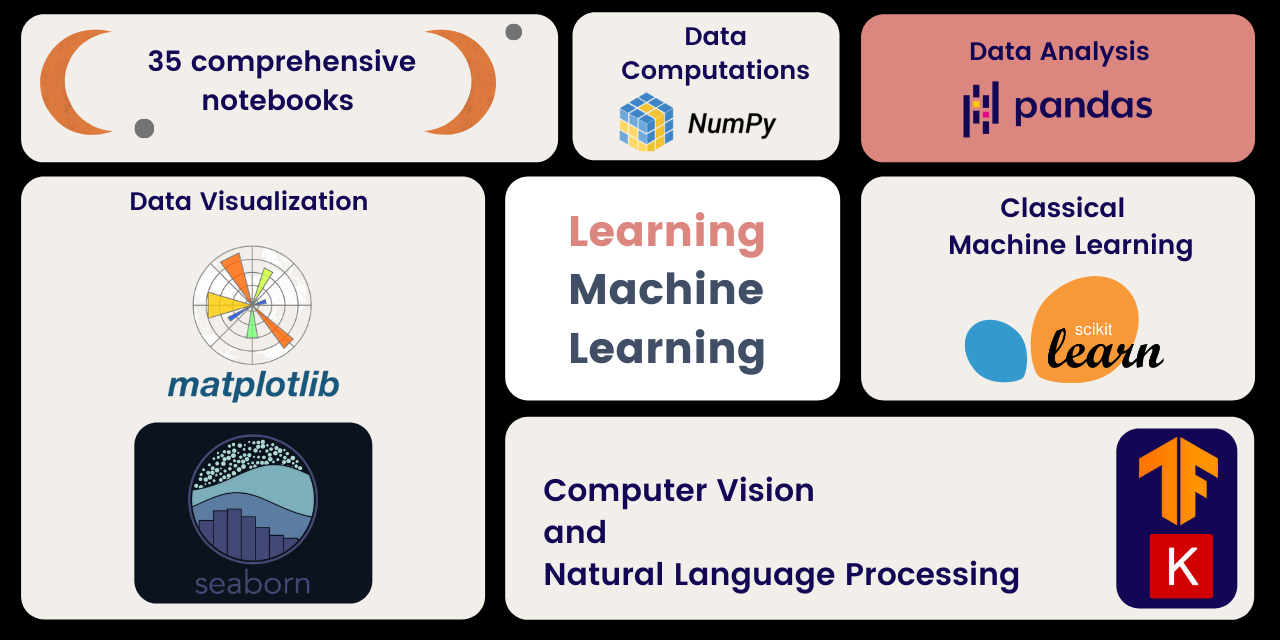 35 comprehensive
notebooks
Data
Computations
NumPy
Data Analysis
pandas
Data Visualization
matplotlib
seaborn
Learning
Machine
Learning
Classical
Machine Learning
scikit
learn
Computer Vision
and
Natural Language Processing
TF
K